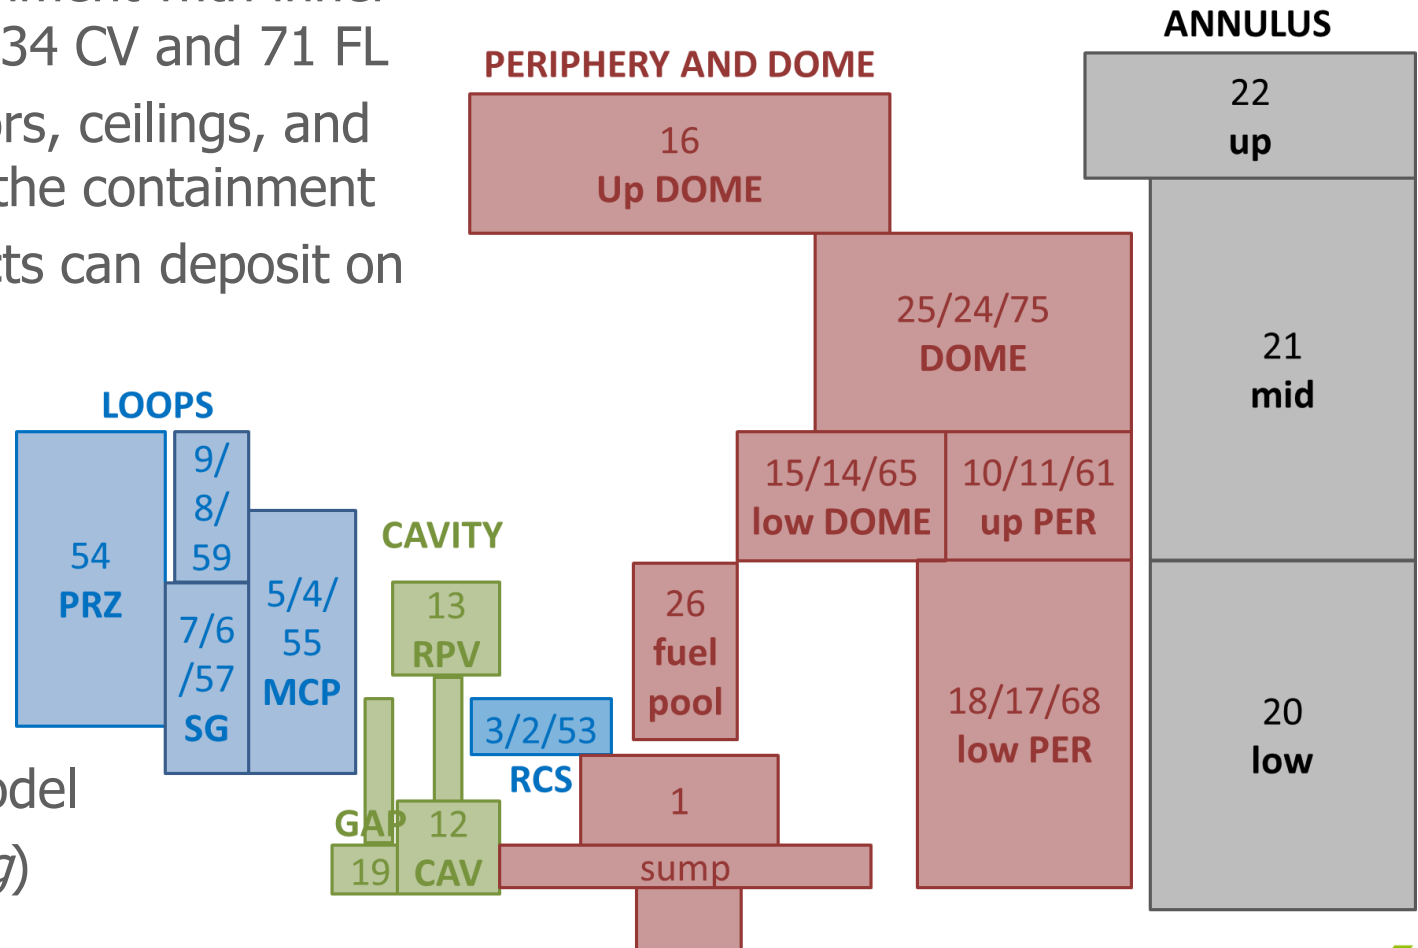 34 CV and 71 FL
ceilings, and
the containment
can deposit on
ANNULUS
22
up
21
mid
20
low
PERIPHERY AND DOME
16
Up DOME
25/24/75
DOME
15/14/65
low DOME
10/11/61
up PER
26
fuel
pool
18/17/68
low PER
1
sump
LOOPS
54
PRZ
9/
8/
59
7/6
/57
SG
5/4/
55
MCP
CAVITY
13
RPV
3/2/53
RCS
GAP
19
12
CAV